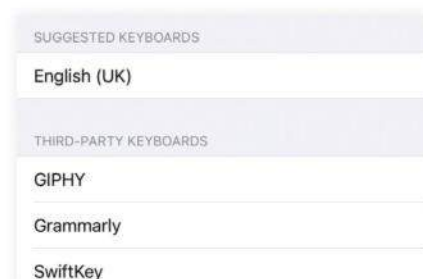 SUGGESTED KEYBOARDS
English (UK)
THIRD-PARTY KEYBOARDS
GIPHY
Grammarly
SwiftKey